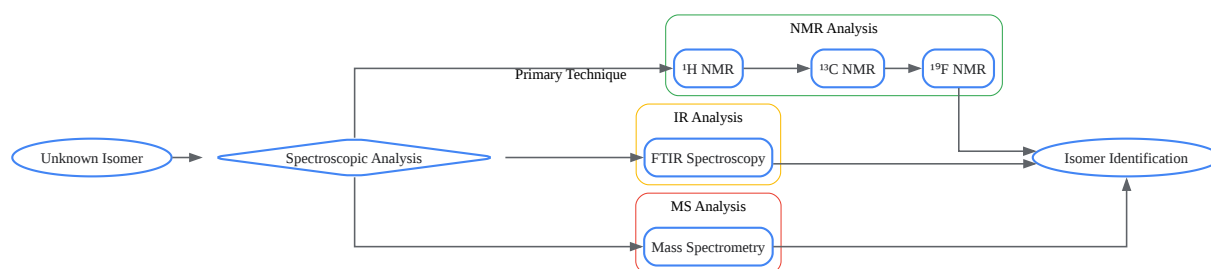 NMR Analysis
Primary Technique
¹H NMR
¹³C NMR
¹⁹F NMR
IR Analysis
Unknown Isomer
Spectroscopic Analysis
FTIR Spectroscopy
Isomer Identification
MS Analysis
Mass Spectrometry